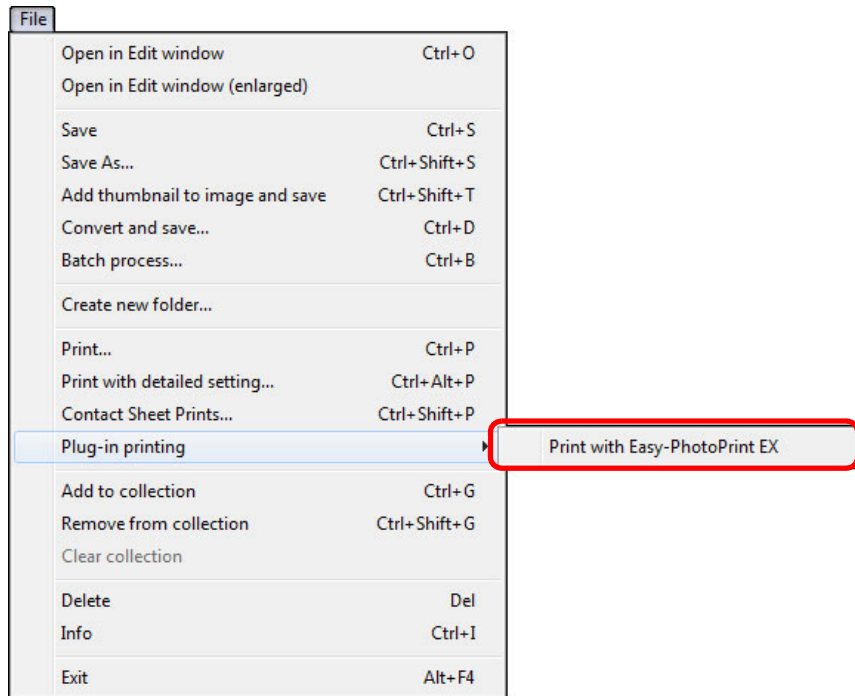 File
Open in Edit window Ctrl+O
Open in Edit window (enlarged)
Save Ctrl+S
Save As... Ctrl+Shift+S
Add thumbnail to image and save Ctrl+Shift+T
Convert and save... Ctrl+D
Batch process... Ctrl+B
Create new folder...
Print... Ctrl+P
Print with detailed setting... Ctrl+Alt+P
Contact Sheet Prints... Ctrl+Shift+P
Plug-in printing Print with Easy-PhotoPrint EX
Add to collection Ctrl+G
Remove from collection Ctrl+Shift+G
Clear collection
Delete Del
Info Ctrl+I
Exit Alt+F4